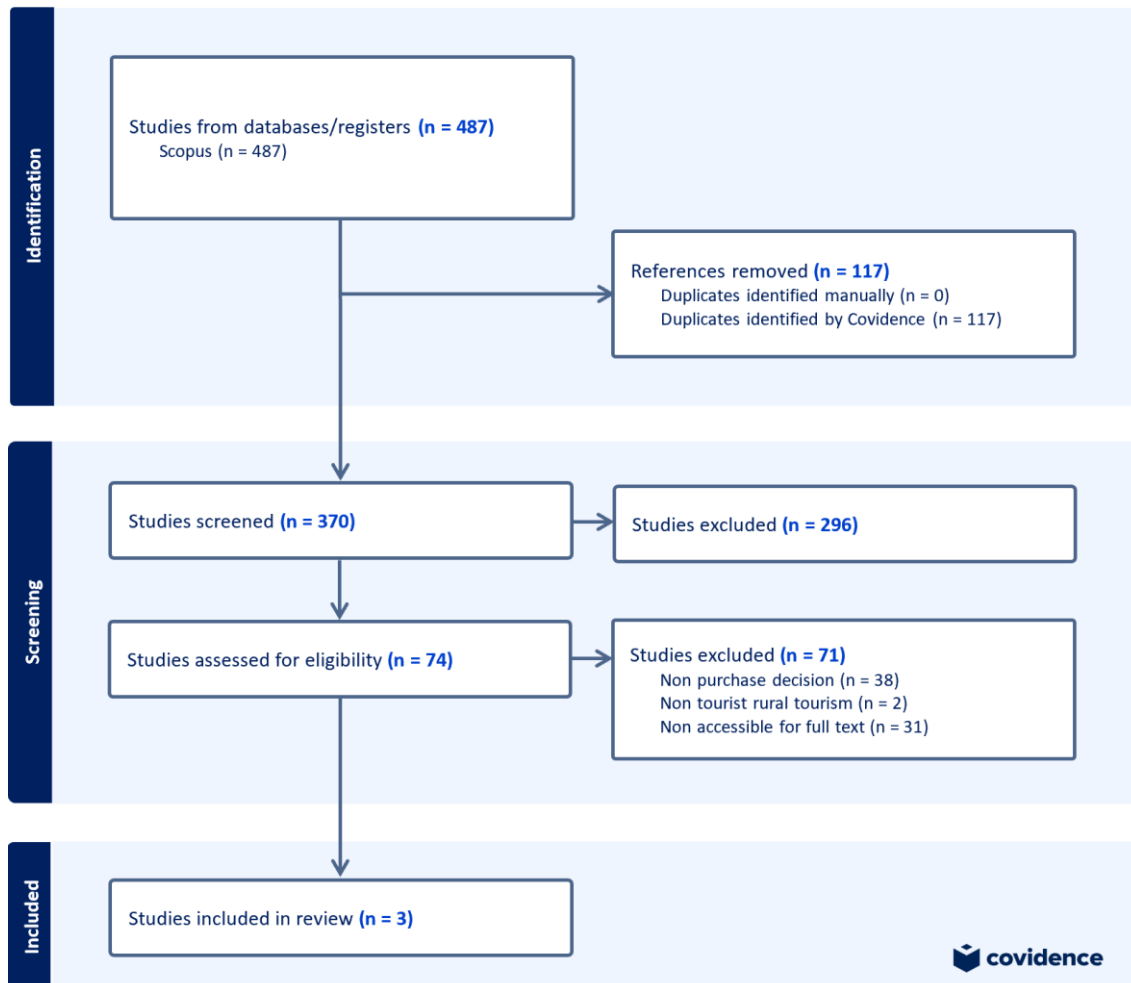 Identification
Studies from databases/registers (n = 487)
Scopus (n = 487)
References removed (n = 117)
Duplicates identified manually (n = 0)
Duplicates identified by Covidence (n = 117)
Screening
Studies screened (n = 370)
Studies excluded (n = 296)
Studies assessed for eligibility (n = 74)
Studies excluded (n = 71)
Non purchase decision (n = 38)
Non tourist rural tourism (n = 2)
Non accessible for full text (n = 31)
Included
Studies included in review (n = 3)
covidence